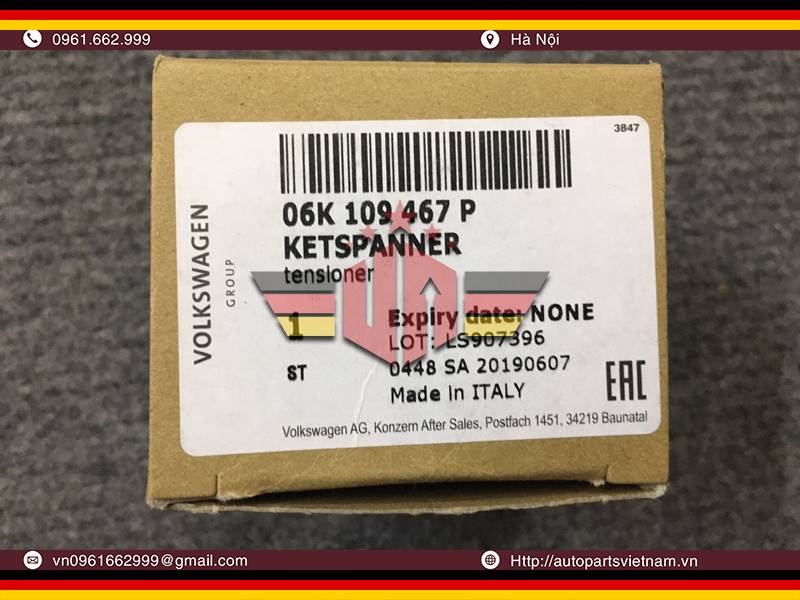 0961.662.999
Hà Nội
3847
06K 109 467 P
KETSPANNER
tensioner
VOLKSWAGEN
GROUP
1
ST
Expiry date: NONE
LOT: LS907396
0448 SA 20190607
Made in ITALY
EAC
Volkswagen AG, Konzern After Sales, Postfach 1451, 34219 Baunatal
vn0961662999@gmail.com
Http://autopartsvietnam.vn